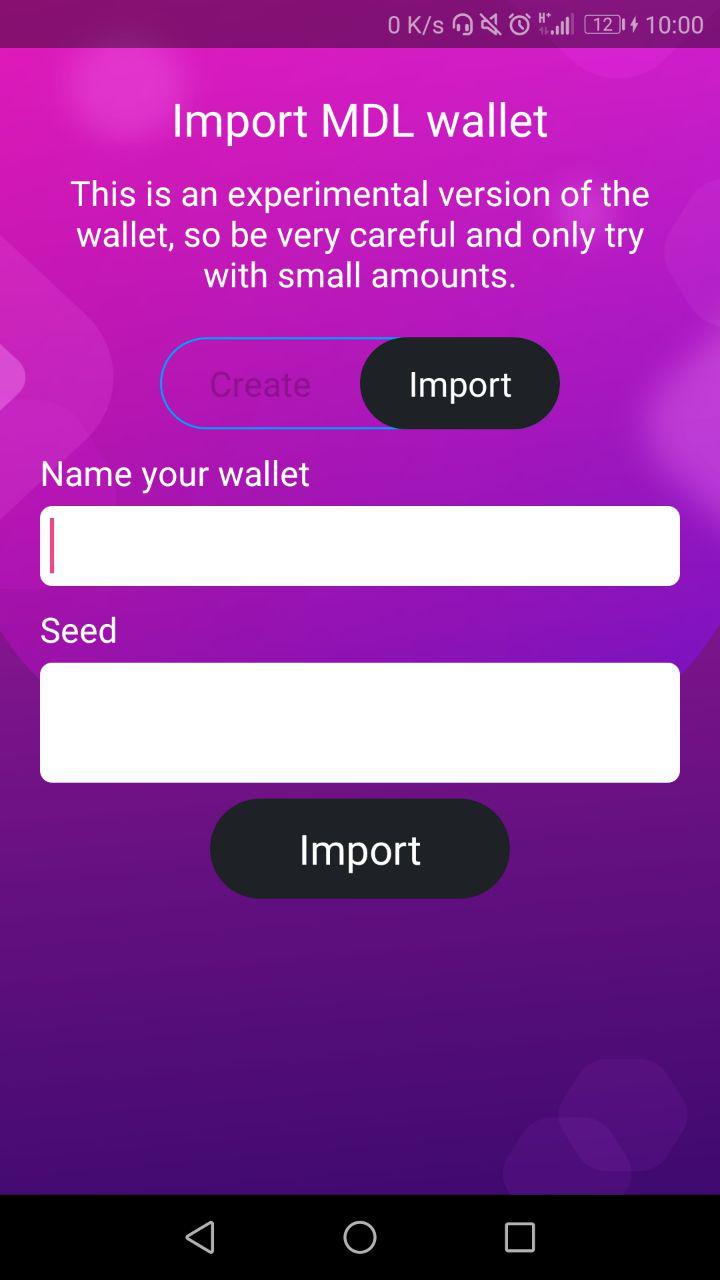 0 K/s H+ 12 10:00
Import MDL wallet
This is an experimental version of the
wallet, so be very careful and only try
with small amounts.
Create Import
Name your wallet
Seed
Import